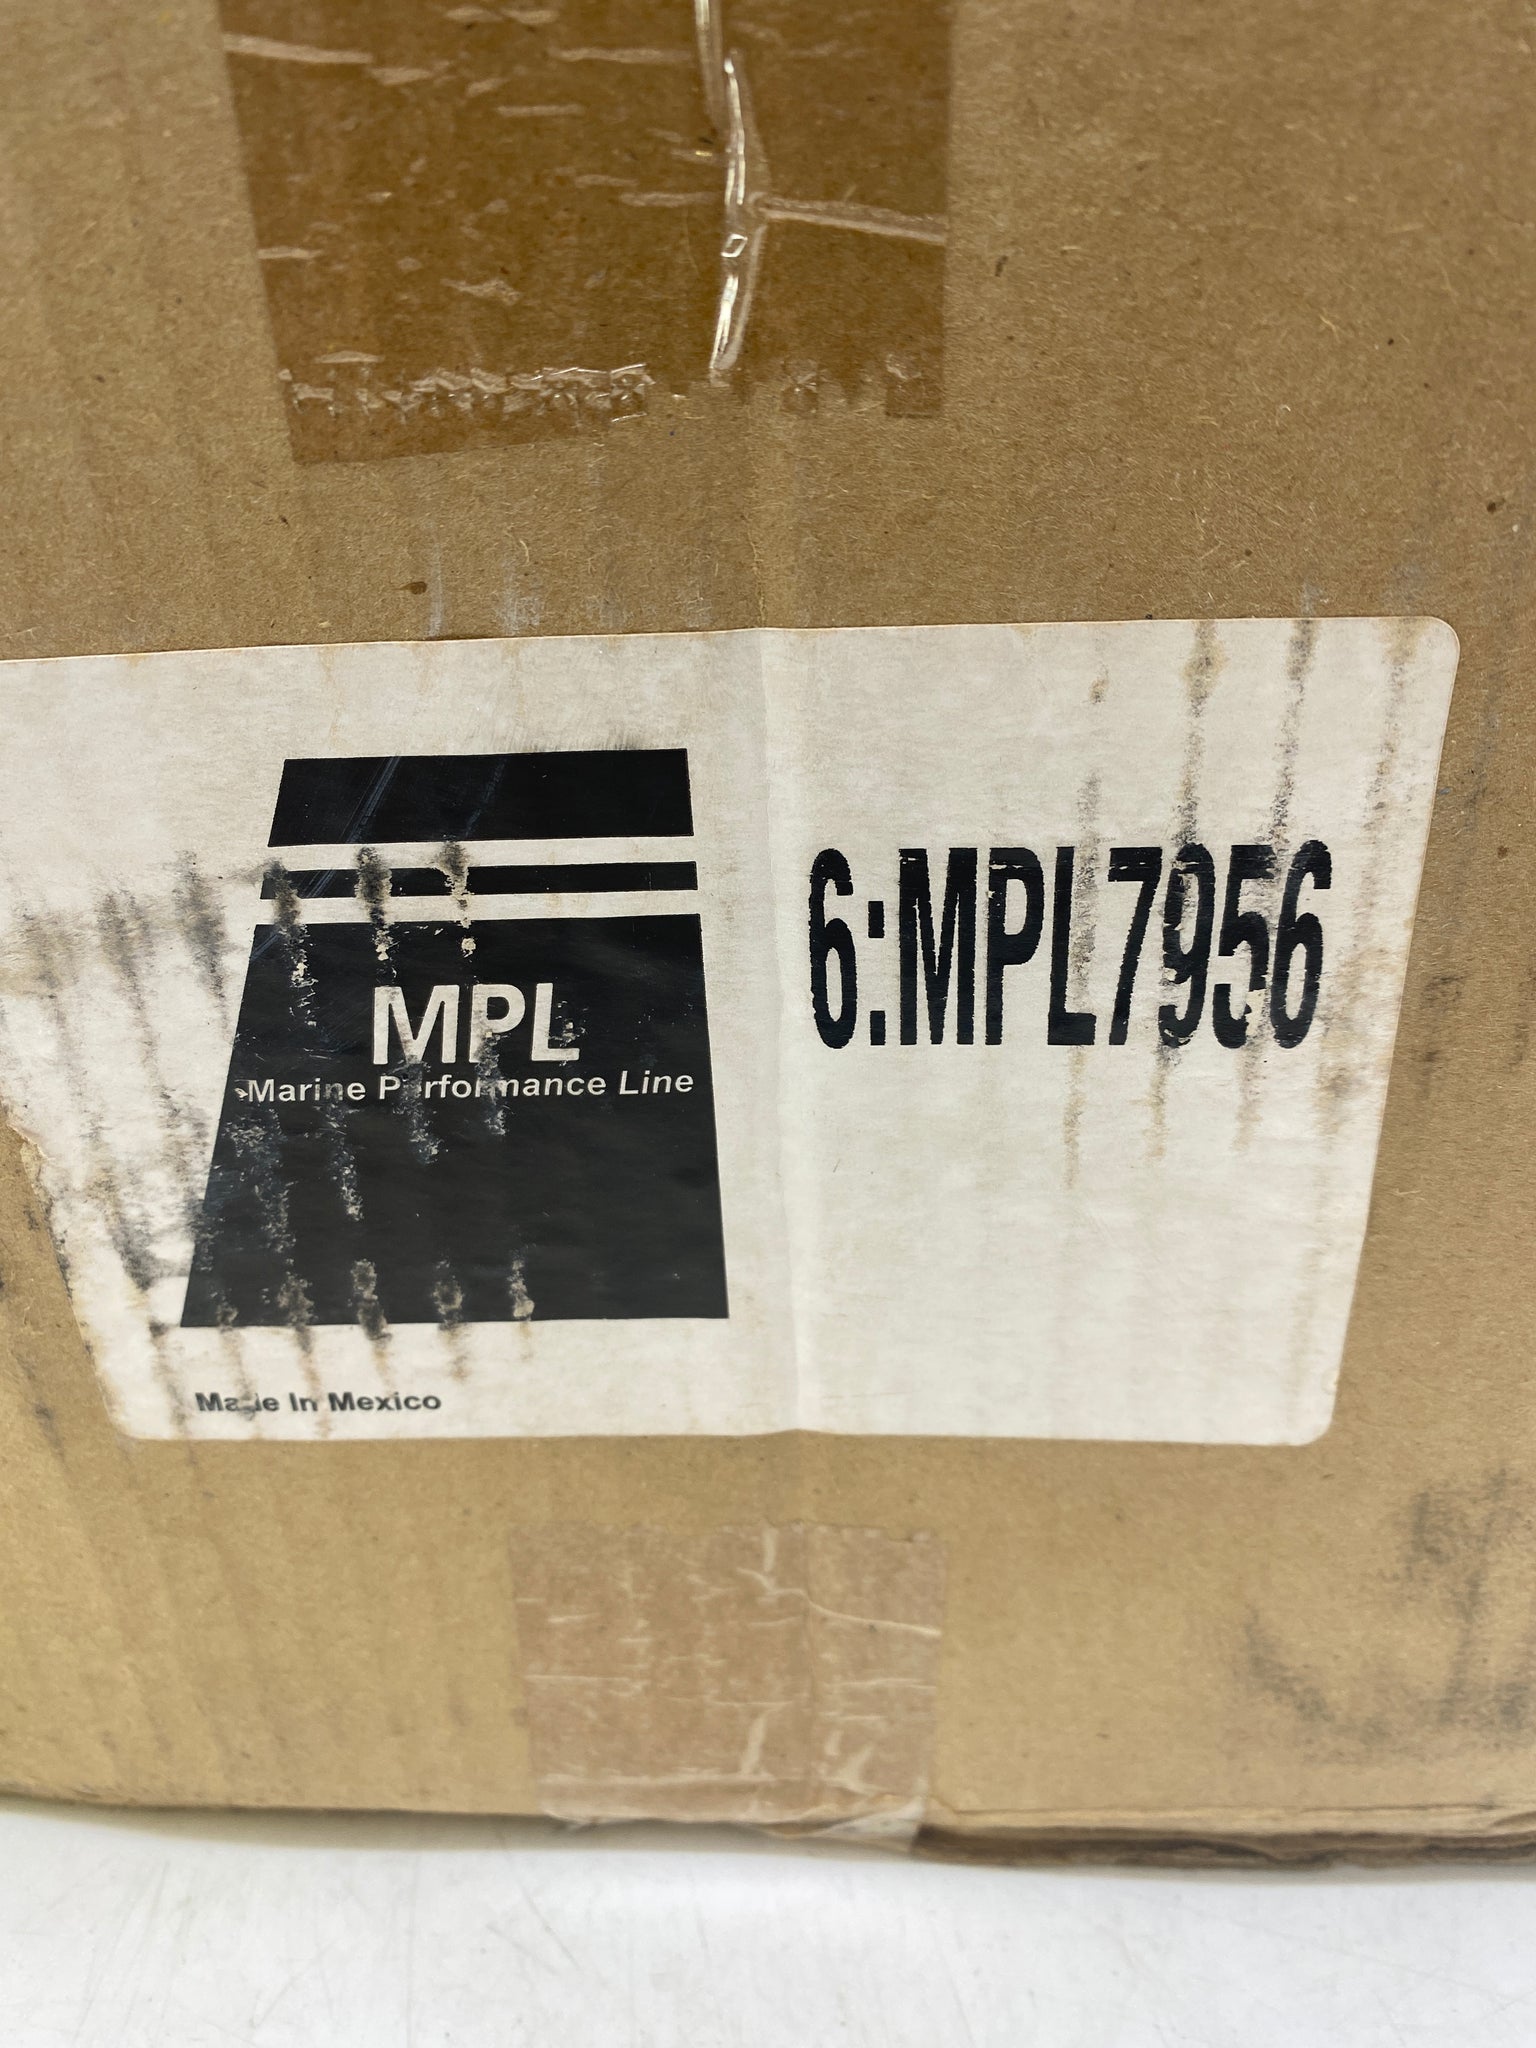 MPL
Marine Performance Line
6:MPL7956
Made In Mexico